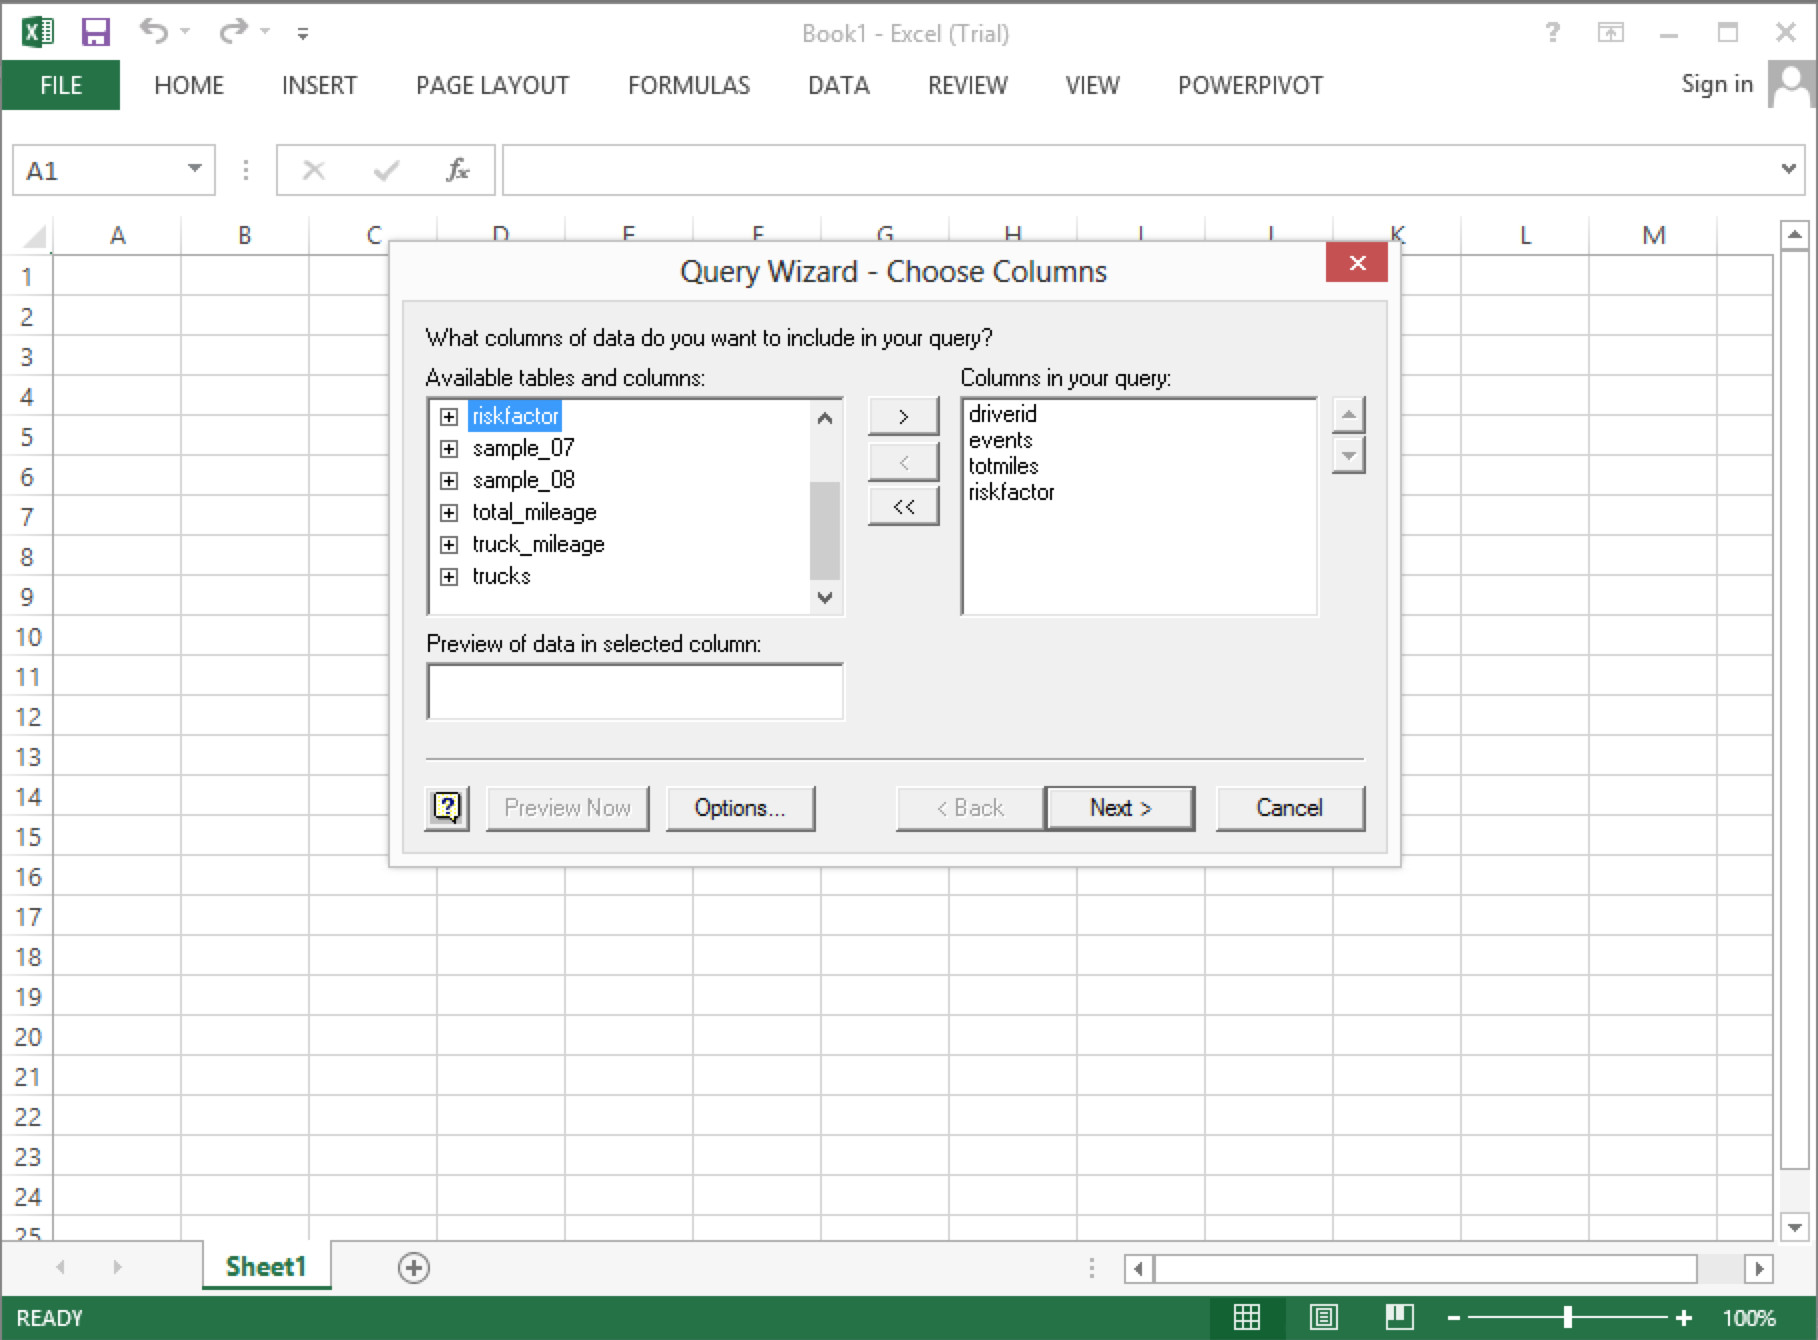 Book1 - Excel (Trial)
?
FILE HOME INSERT PAGE LAYOUT FORMULAS DATA REVIEW VIEW POWERPIVOT Sign in
A1 fx
A B C D E F G H I J K L M
Query Wizard - Choose Columns
What columns of data do you want to include in your query?
Available tables and columns:
riskfactor
sample_07
sample_08
total_mileage
truck_mileage
trucks
>
<
<<
Columns in your query:
driverid
events
totmiles
riskfactor
Preview of data in selected column:
? Preview Now Options... < Back Next > Cancel
1
2
3
4
5
6
7
8
9
10
11
12
13
14
15
16
17
18
19
20
21
22
23
24
25
Sheet1
READY 100%